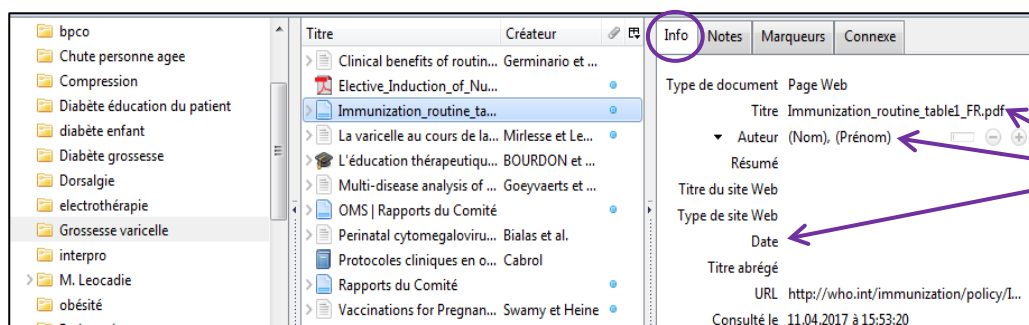 bpco
Chute personne agee
Compression
Diabète éducation du patient
diabète enfant
Diabète grossesse
Dorsalgie
electrothérapie
Grossesse varicelle
interpro
M. Leocadie
obésité
Titre Créateur
Clinical benefits of routin... Germinario et ...
Elective_Induction_of_Nu...
Immunization_routine_ta...
La varicelle au cours de la... Mirlesse et Le...
L'éducation thérapeutiqu... BOURDON et ...
Multi-disease analysis of ... Goeyvaerts et ...
OMS | Rapports du Comité
Perinatal cytomegaloviru... Bialas et al.
Protocoles cliniques en o... Cabrol
Rapports du Comité
Vaccinations for Pregnan... Swamy et Heine
Info Notes Marqueurs Connexe
Type de document Page Web
Titre Immunization_routine_table1_FR.pdf
Auteur (Nom), (Prénom)
Résumé
Titre du site Web
Type de site Web
Date
Titre abrégé
URL http://who.int/immunization/policy/I...
Consulté le 11.04.2017 à 15:53:20